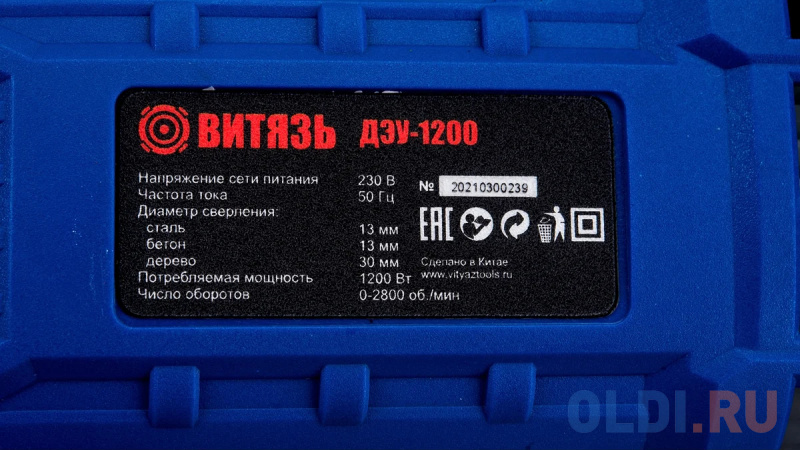 ВИТЯЗЬ ДЭУ-1200
Напряжение сети питания 230 В
Частота тока 50 Гц
Диаметр сверления:
сталь 13 мм
бетон 13 мм
дерево 30 мм
Потребляемая мощность 1200 Вт
Число оборотов 0-2800 об./мин
№ 20210300239
EAC
Сделано в Китае
www.vityaztools.ru
OLDI.RU